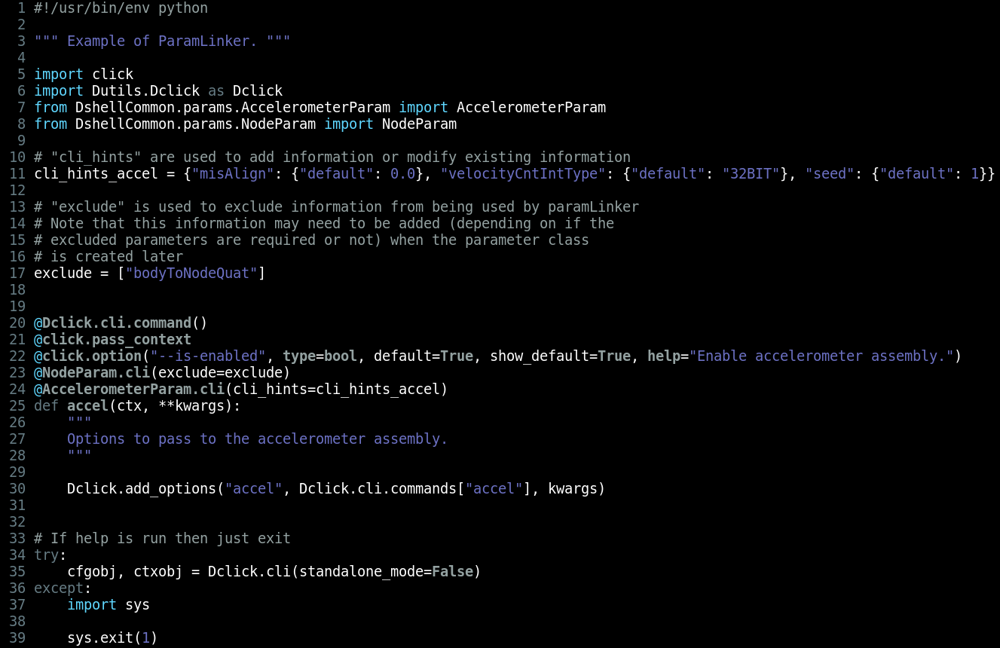 1 #!/usr/bin/env python
2
3 """ Example of ParamLinker. """
4
5 import click
6 import Dutils.Dclick as Dclick
7 from DshellCommon.params.AccelerometerParam import AccelerometerParam
8 from DshellCommon.params.NodeParam import NodeParam
9
10 # "cli_hints" are used to add information or modify existing information
11 cli_hints_accel = {"misAlign": {"default": 0.0}, "velocityCntIntType": {"default": "32BIT"}, "seed": {"default": 1}}
12
13 # "exclude" is used to exclude information from being used by paramLinker
14 # Note that this information may need to be added (depending on if the
15 # excluded parameters are required or not) when the parameter class
16 # is created later
17 exclude = ["bodyToNodeQuat"]
18
19
20 @Dclick.cli.command()
21 @click.pass_context
22 @click.option("--is-enabled", type=bool, default=True, show_default=True, help="Enable accelerometer assembly.")
23 @NodeParam.cli(exclude=exclude)
24 @AccelerometerParam.cli(cli_hints=cli_hints_accel)
25 def accel(ctx, **kwargs):
26     """
27     Options to pass to the accelerometer assembly.
28     """
29
30     Dclick.add_options("accel", Dclick.cli.commands["accel"], kwargs)
31
32
33 # If help is run then just exit
34 try:
35     cfgobj, ctxobj = Dclick.cli(standalone_mode=False)
36 except:
37     import sys
38
39     sys.exit(1)